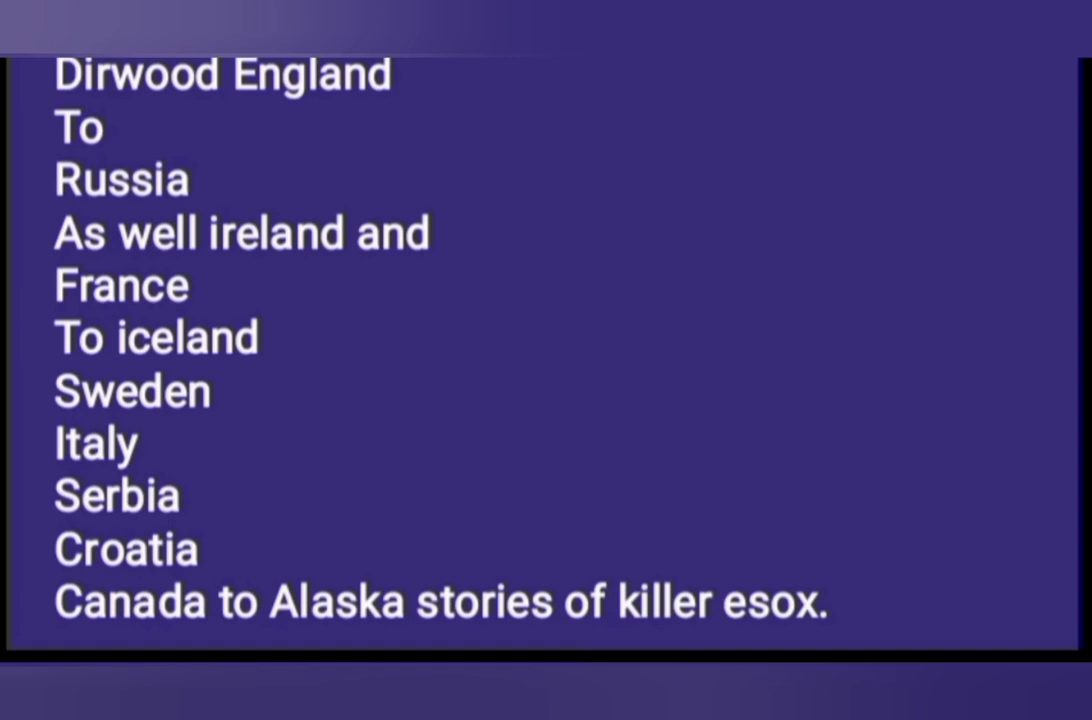 Dirwood England
To
Russia
As well ireland and
France
To iceland
Sweden
Italy
Serbia
Croatia
Canada to Alaska stories of killer esox.